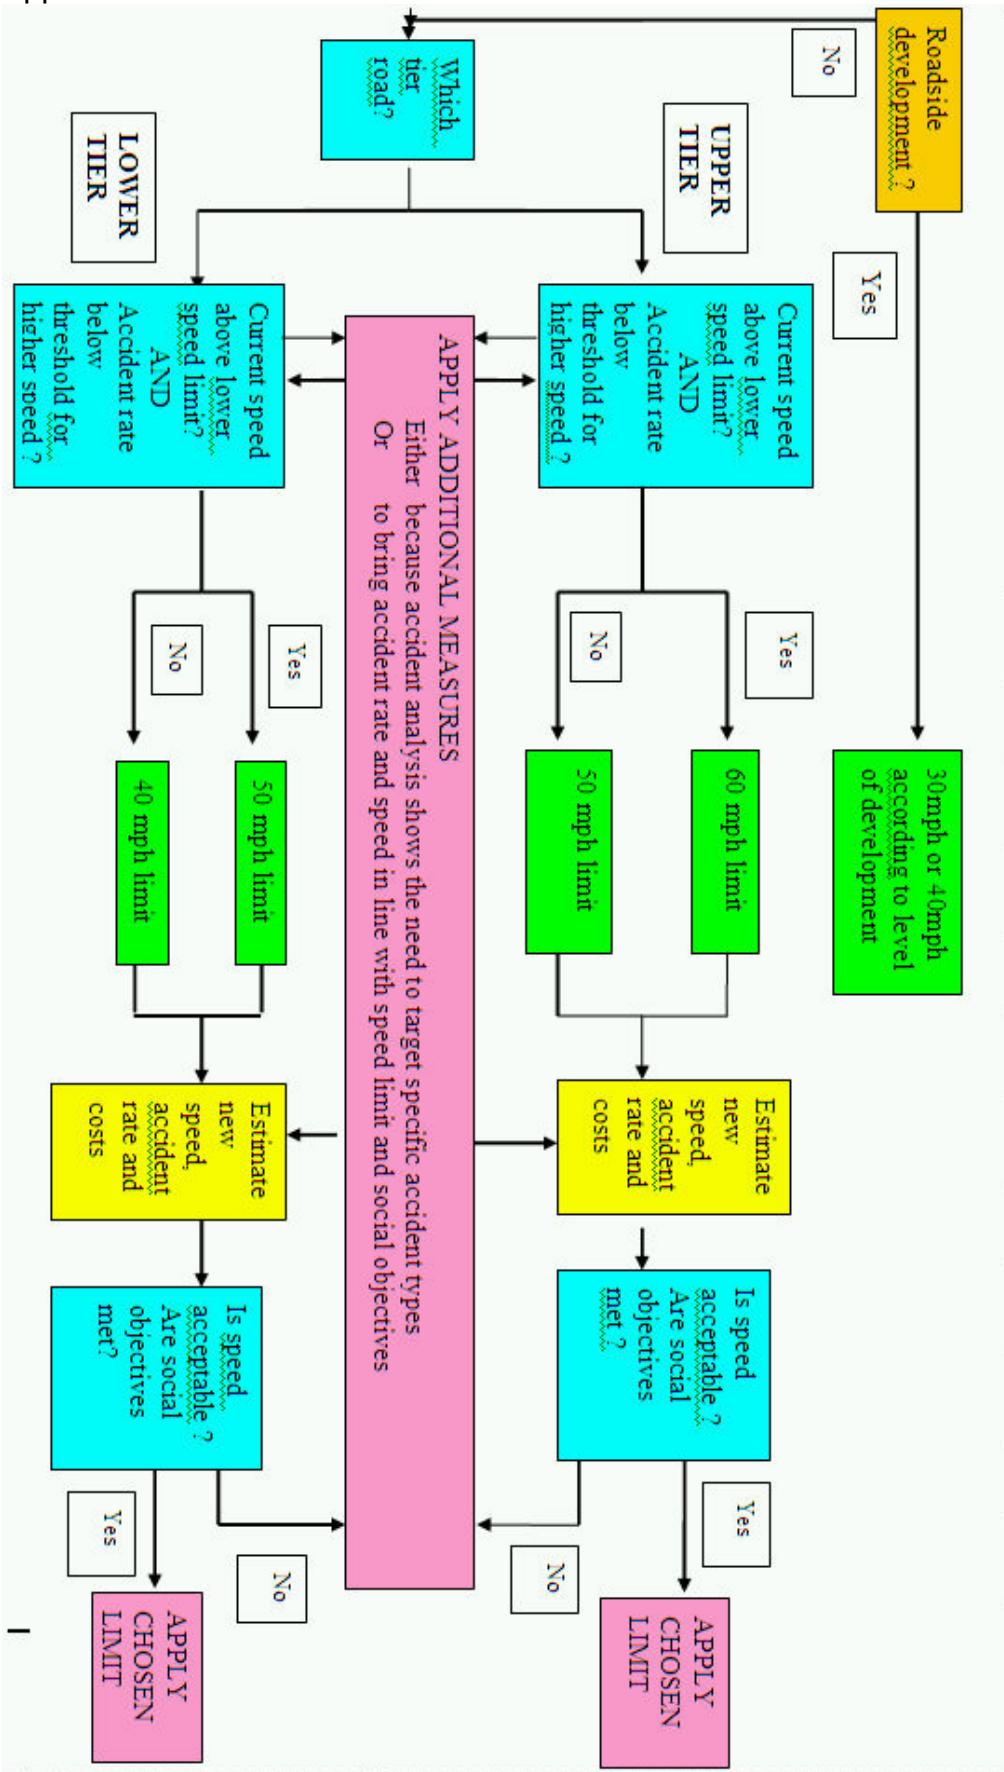 Roadside
development ?
No
Yes
Which
tier
road?
UPPER
TIER
LOWER
TIER
Current speed
above lower
speed limit?
AND
Accident rate
below
threshold for
higher speed ?
Yes
No
30mph or 40mph
according to level
of development
60 mph limit
50 mph limit
Estimate
new
speed,
accident
rate and
costs
Is speed
acceptable ?
Are social
objectives
met ?
Yes
No
APPLY
CHOSEN
LIMIT
APPLY ADDITIONAL MEASURES
Either because accident analysis shows the need to target specific accident types
Or to bring accident rate and speed in line with speed limit and social objectives
Current speed
above lower
speed limit?
AND
Accident rate
below
threshold for
higher speed ?
Yes
No
50 mph limit
40 mph limit
Estimate
new
speed,
accident
rate and
costs
Is speed
acceptable ?
Are social
objectives
met?
No
Yes
APPLY
CHOSEN
LIMIT